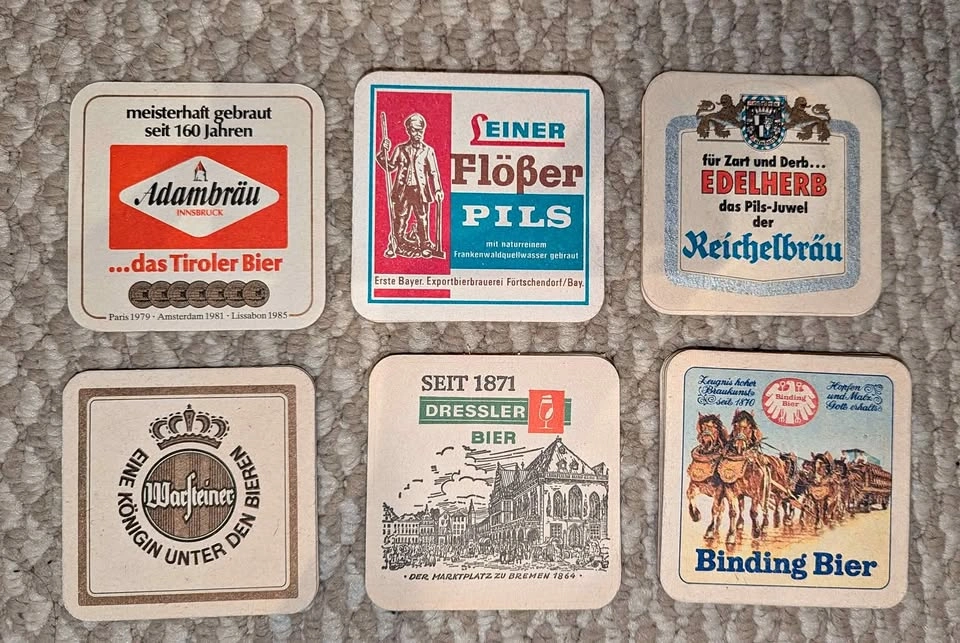 meisterhaft gebraut
seit 160 Jahren
Adambräu
INNSBRUCK
...das Tiroler Bier
Paris 1979 · Amsterdam 1981 · Lissabon 1985
LEINER
Flößer
PILS
mit naturreinem
Frankenwaldquellwasser gebraut
Erste Bayer. Exportbierbrauerei Förtschendorf/Bay.
für Zart und Derb...
EDELHERB
das Pils-Juwel
der
Reichelbräu
EINE KÖNIGIN UNTER DEN BIEREN
Warsteiner
SEIT 1871
DRESSLER
BIER
· DER MARKTPLATZ ZU BREMEN 1864 ·
Zeugnis hoher
Braukunst
seit 1870
Binding
Bier
Hopfen
und Malz
Gott erhalts
Binding Bier